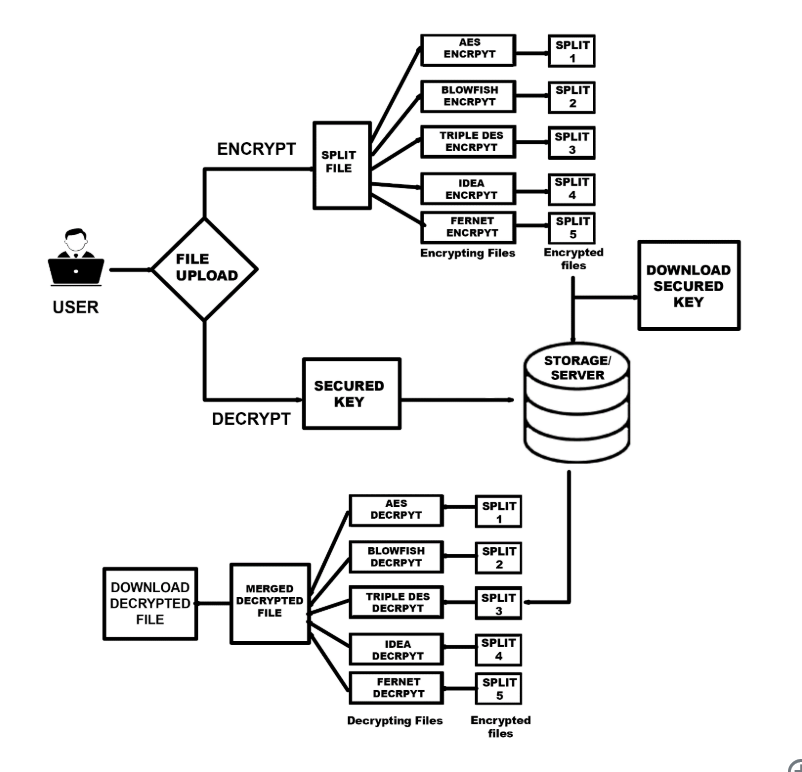 AES
ENCRPYT
SPLIT
1
BLOWFISH
ENCRPYT
SPLIT
2
ENCRYPT
SPLIT
FILE
TRIPLE DES
ENCRPYT
SPLIT
3
IDEA
ENCRPYT
SPLIT
4
FERNET
ENCRPYT
SPLIT
5
Encrypting Files
Encrypted
files
FILE
UPLOAD
USER
DOWNLOAD
SECURED
KEY
STORAGE/
SERVER
SECURED
KEY
DECRYPT
AES
DECRPYT
SPLIT
1
BLOWFISH
DECRPYT
SPLIT
2
DOWNLOAD
DECRYPTED
FILE
MERGED
DECRYPTED
FILE
TRIPLE DES
DECRPYT
SPLIT
3
IDEA
DECRPYT
SPLIT
4
FERNET
DECRPYT
SPLIT
5
Decrypting Files
Encrypted
files